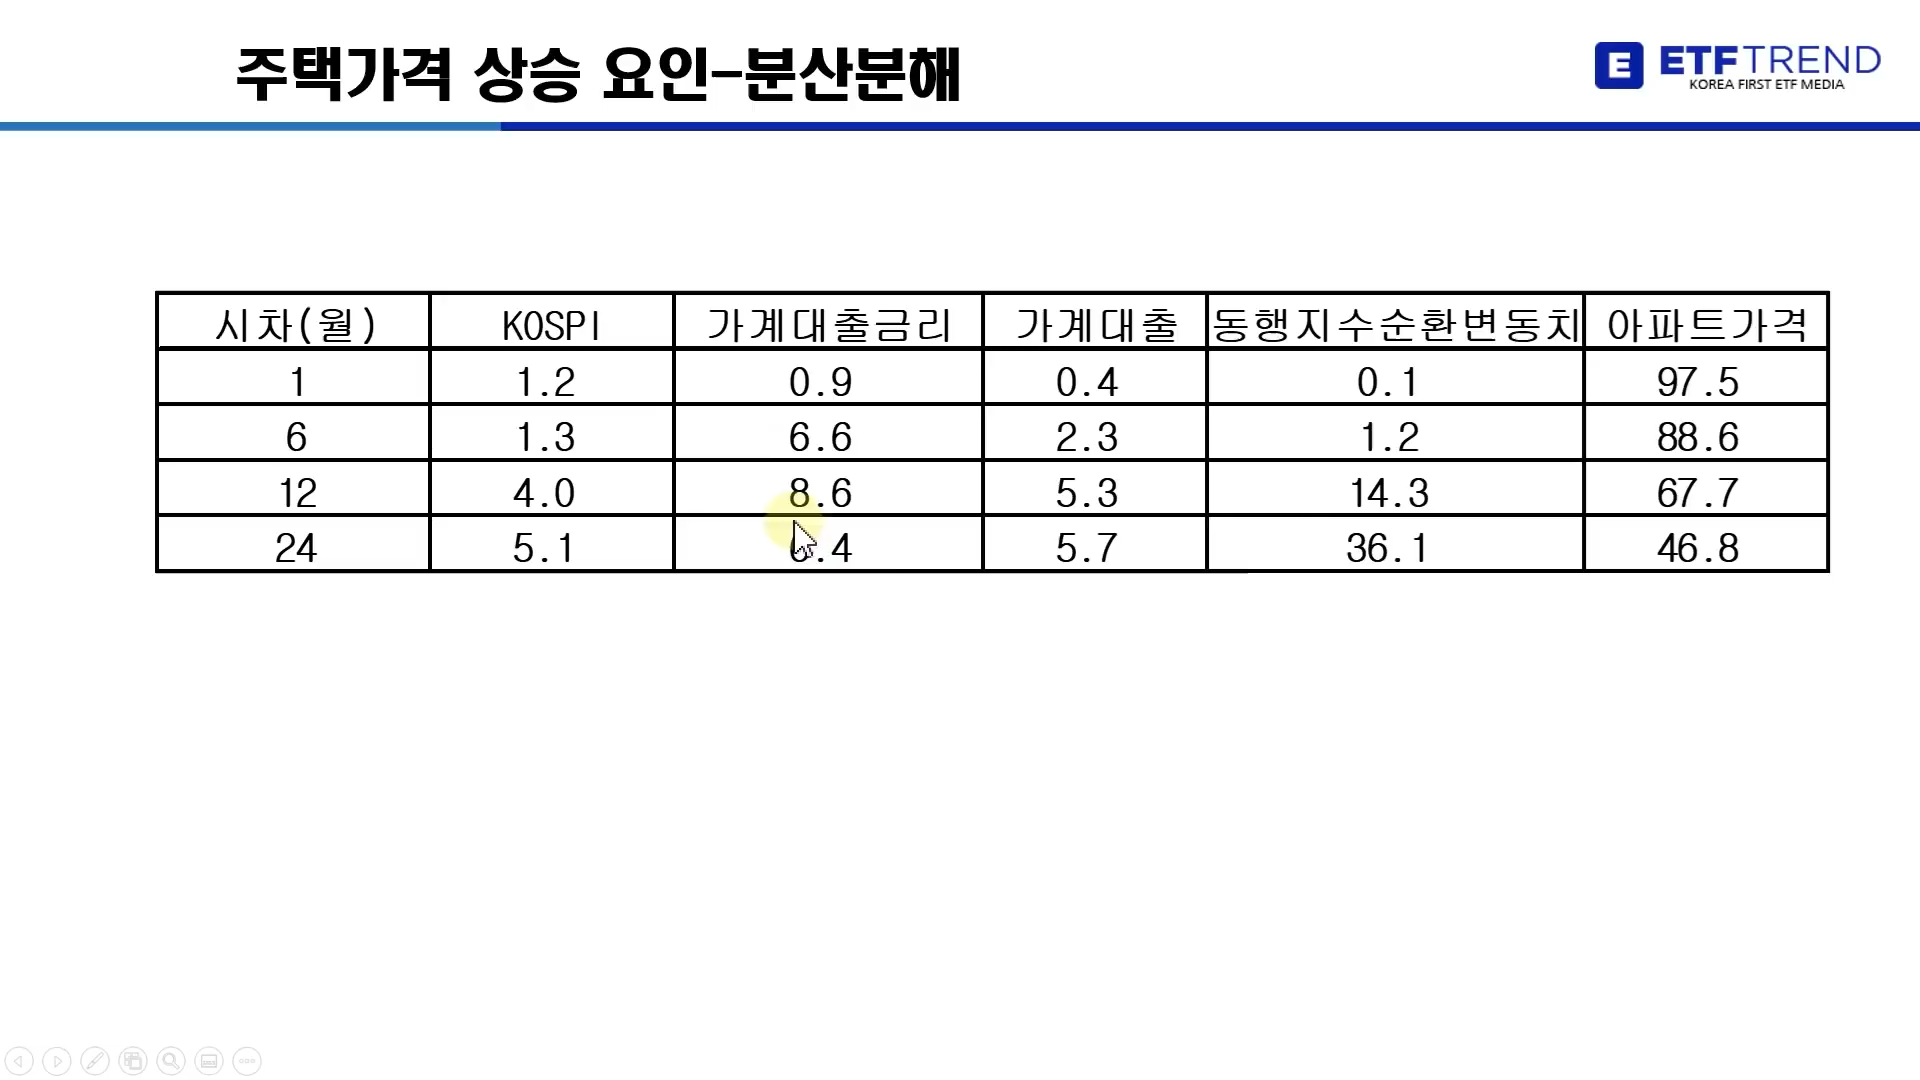 주택가격 상승 요인-분산분해
E ETFTREND
KOREA FIRST ETF MEDIA
시차(월) KOSPI 가계대출금리 가계대출 동행지수순환변동치 아파트가격
1 1.2 0.9 0.4 0.1 97.5
6 1.3 6.6 2.3 1.2 88.6
12 4.0 8.6 5.3 14.3 67.7
24 5.1 5.7 36.1 46.8